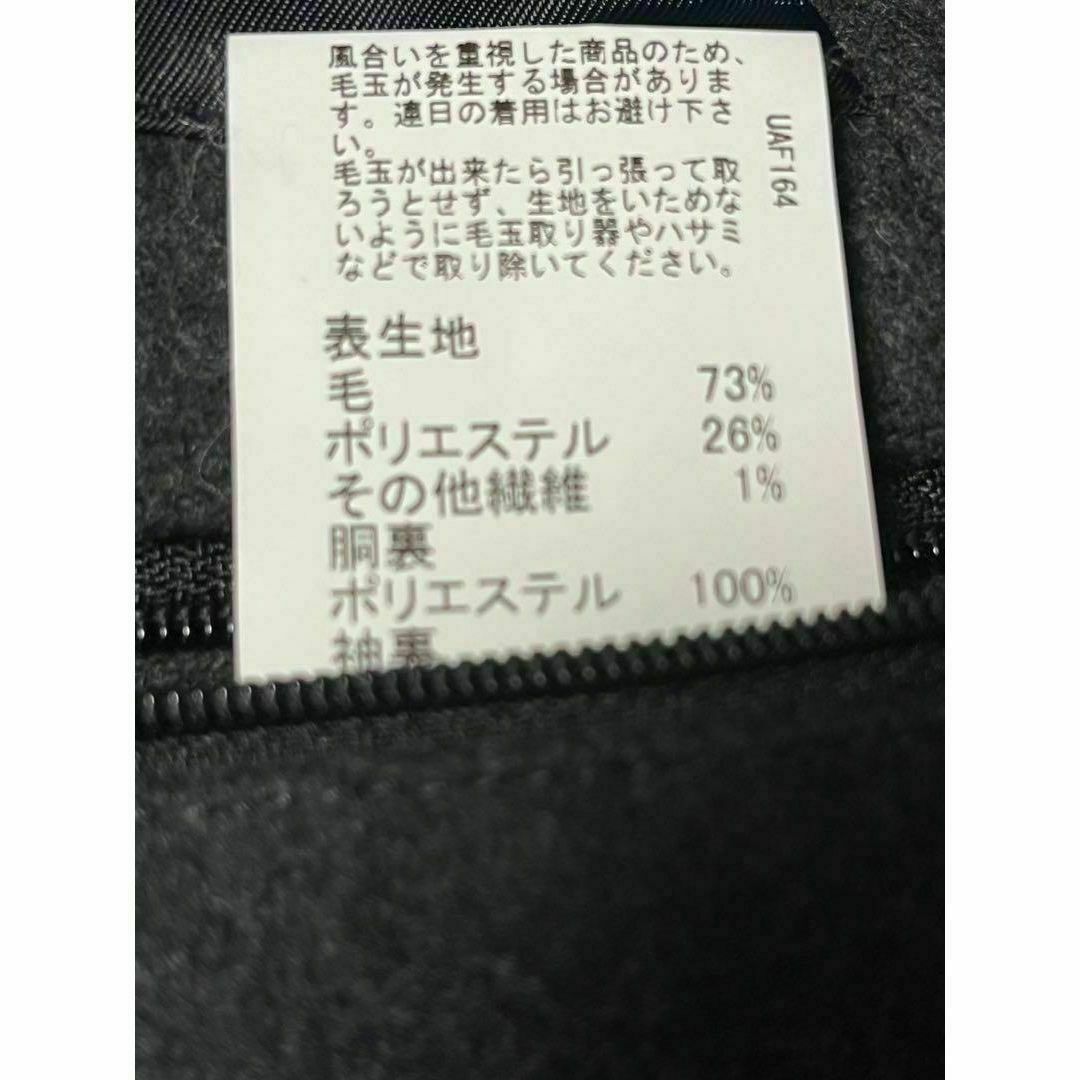 風合いを重視した商品のため、
毛玉が発生する場合がありま
す。連日の着用はお避け下さ
い。
毛玉が出来たら引っ張って取
ろうとせず、生地をいためな
いように毛玉取り器やハサミ
などで取り除いてください。
UAF164
表生地
毛 73%
ポリエステル 26%
その他繊維 1%
胴裏
ポリエステル 100%
袖裏